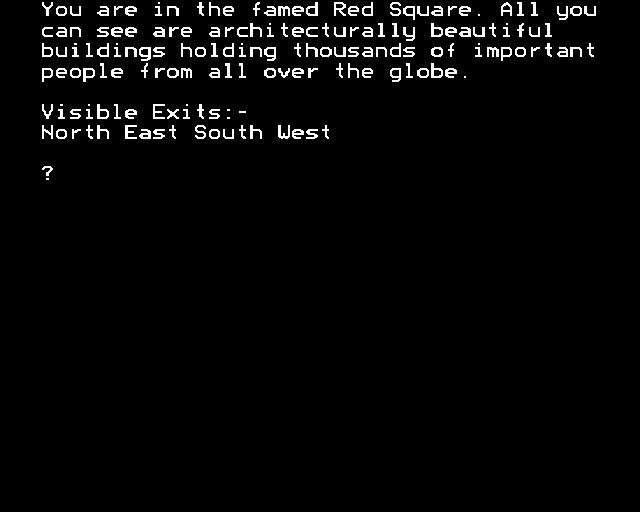 You are in the famed Red Square. All you
can see are architecturally beautiful
buildings holding thousands of important
people from all over the globe.
Visible Exits:-
North East South West
?